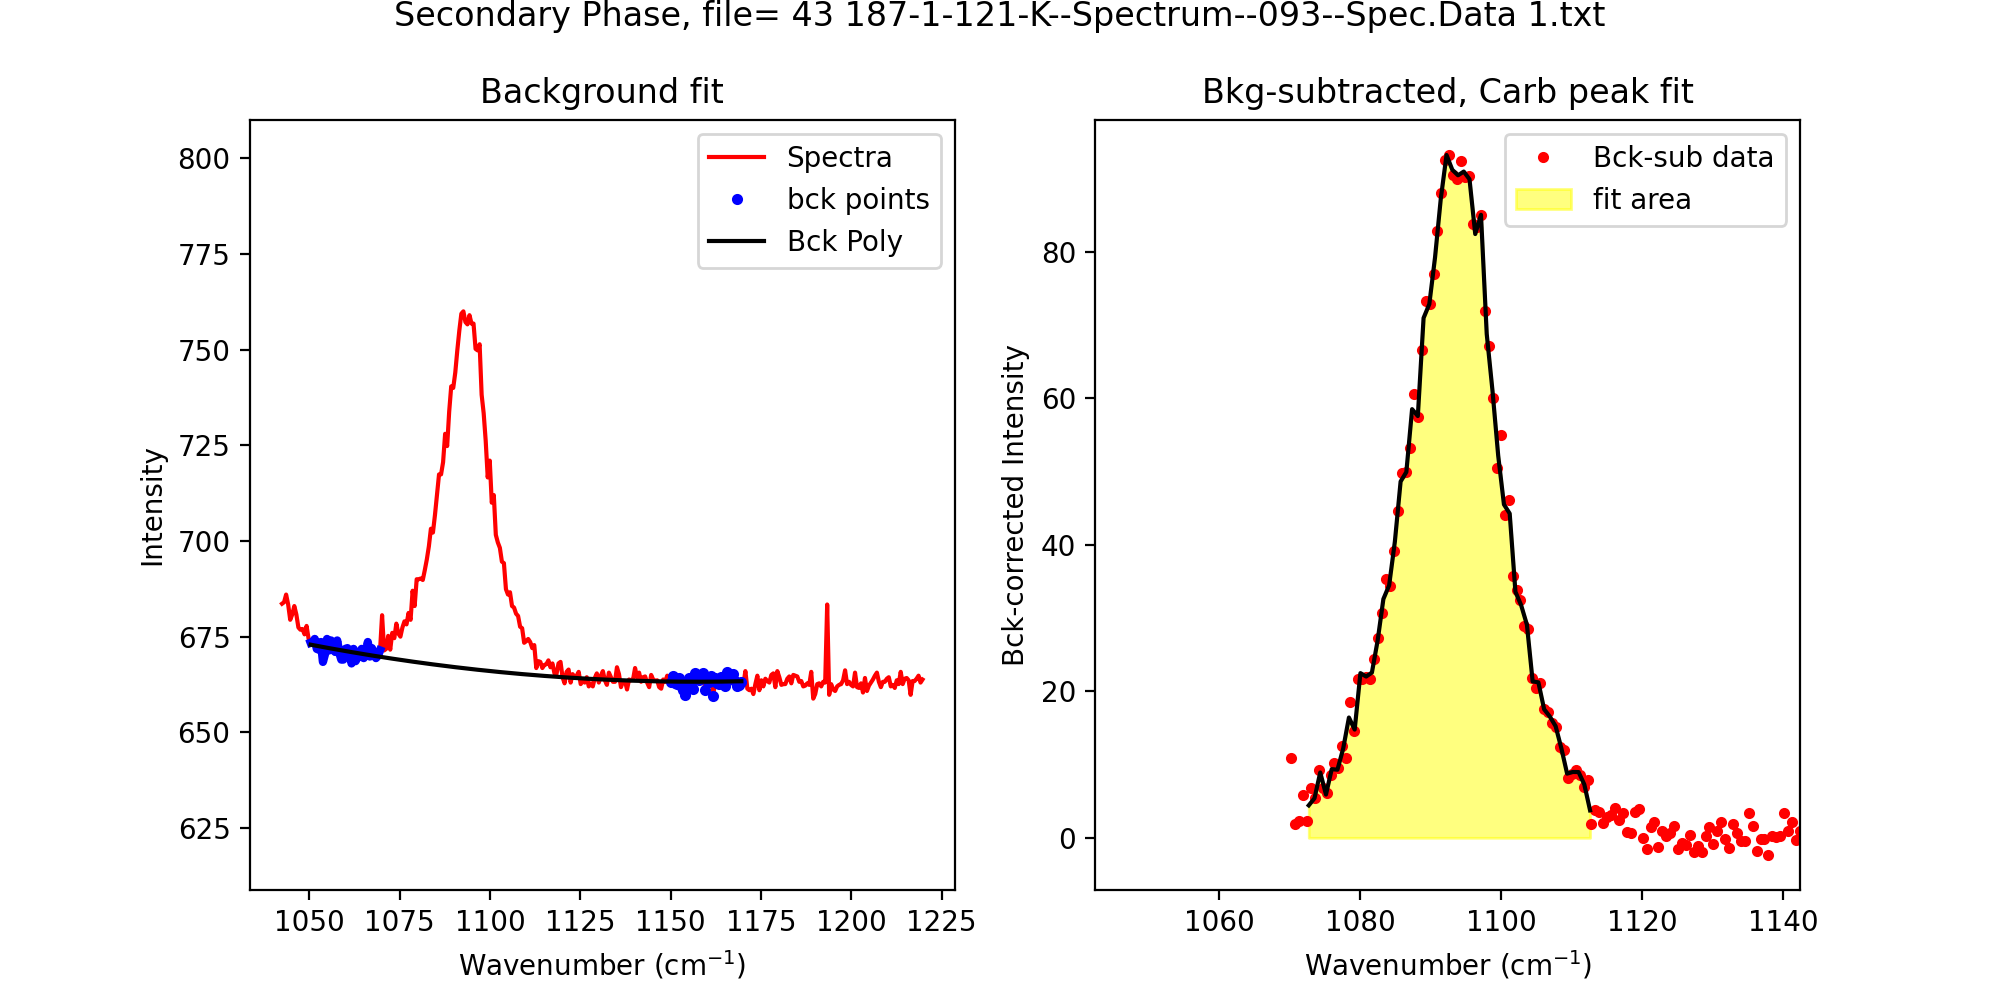 Secondary Phase, file= 43 187-1-121-K--Spectrum--093--Spec.Data 1.txt
Background fit
Spectra
bck points
Bck Poly
800
775
750
725
700
675
650
625
Intensity
1050 1075 1100 1125 1150 1175 1200 1225
Wavenumber (cm⁻¹)
Bkg-subtracted, Carb peak fit
Bck-sub data
fit area
80
60
40
20
0
Bck-corrected Intensity
1060 1080 1100 1120 1140
Wavenumber (cm⁻¹)